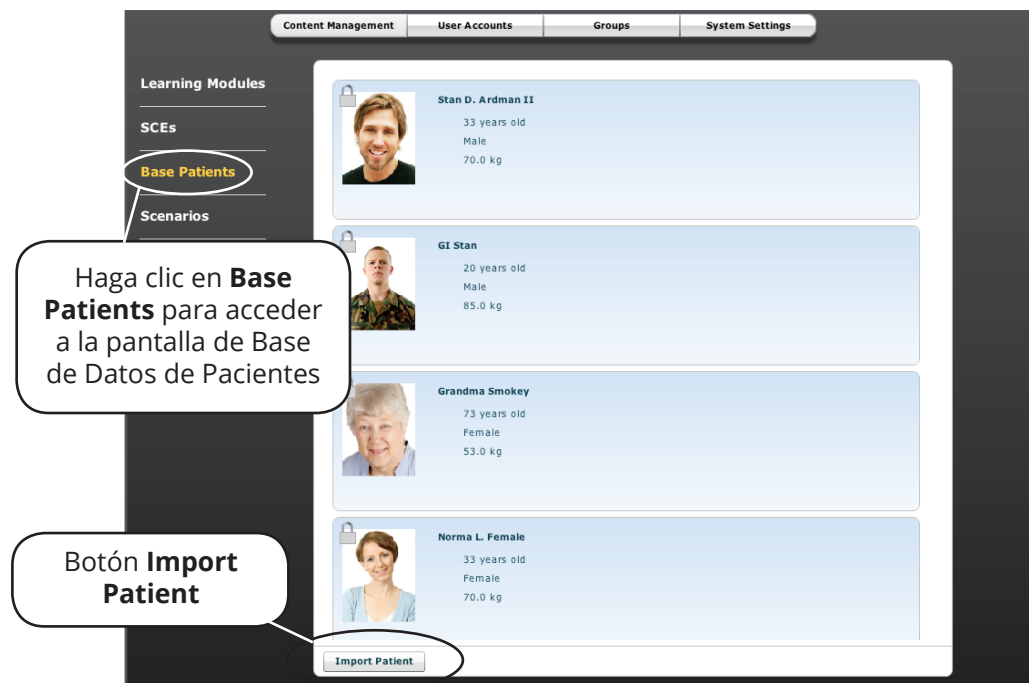 Content Management User Accounts Groups System Settings
Learning Modules
SCEs
Base Patients
Scenarios
Haga clic en Base
Patients para acceder
a la pantalla de Base
de Datos de Pacientes
Botón Import
Patient
Stan D. Ardman II
33 years old
Male
70.0 kg
GI Stan
20 years old
Male
85.0 kg
Grandma Smokey
73 years old
Female
53.0 kg
Norma L. Female
33 years old
Female
70.0 kg
Import Patient